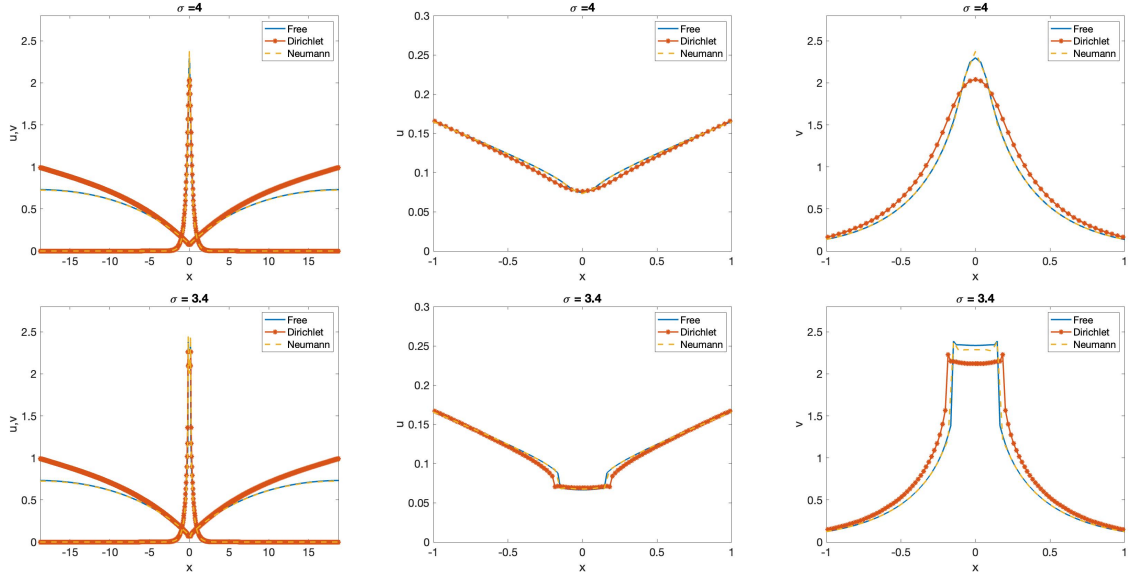 σ =4
Free
Dirichlet
Neumann
2.5
2
1.5
1
0.5
0
u,v
-15 -10 -5 0 5 10 15
x
σ =4
Free
Dirichlet
Neumann
0.3
0.25
0.2
0.15
0.1
0.05
0
u
-1 -0.5 0 0.5 1
x
σ =4
Free
Dirichlet
Neumann
2.5
2
1.5
1
0.5
0
v
-1 -0.5 0 0.5 1
x
σ = 3.4
Free
Dirichlet
Neumann
2.5
2
1.5
1
0.5
0
u,v
-15 -10 -5 0 5 10 15
x
σ = 3.4
Free
Dirichlet
Neumann
0.3
0.25
0.2
0.15
0.1
0.05
0
u
-1 -0.5 0 0.5 1
x
σ = 3.4
Free
Dirichlet
Neumann
2.5
2
1.5
1
0.5
0
v
-1 -0.5 0 0.5 1
x